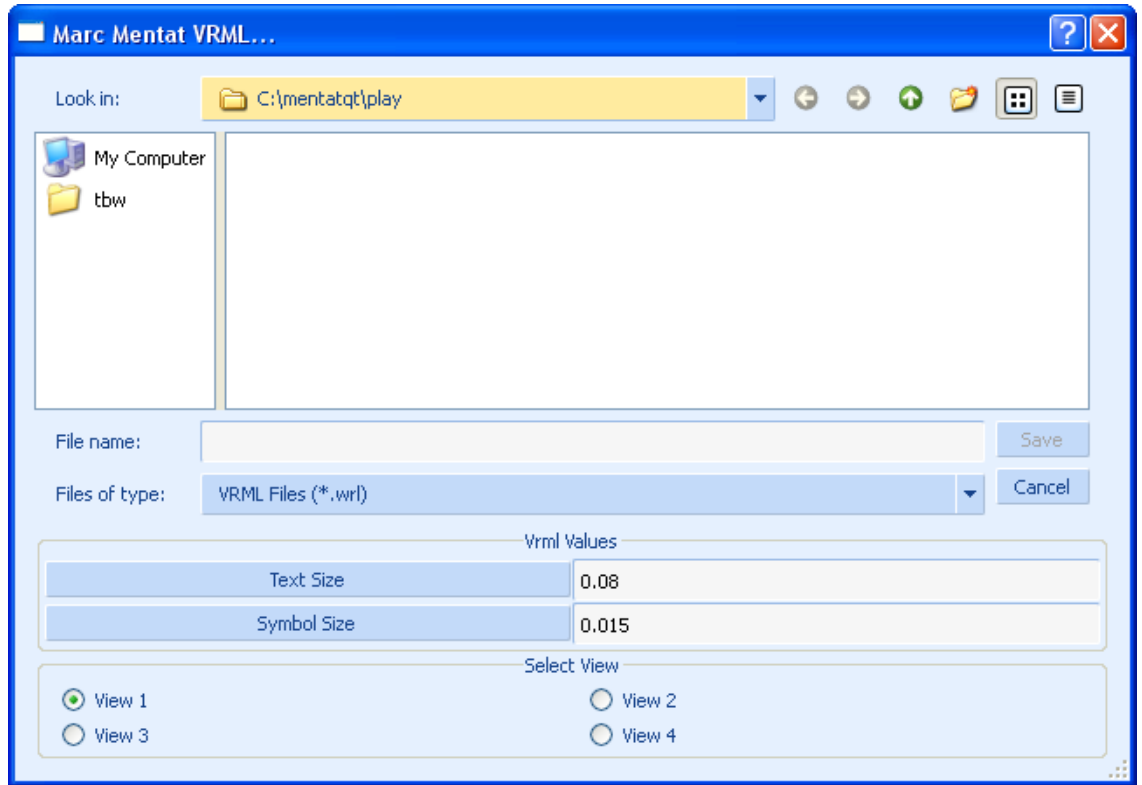 Marc Mentat VRML...
Look in: C:\mentatqt\play
My Computer
tbw
File name: Save
Files of type: VRML Files (*.wrl) Cancel
Vrml Values
Text Size 0.08
Symbol Size 0.015
Select View
View 1 View 2
View 3 View 4